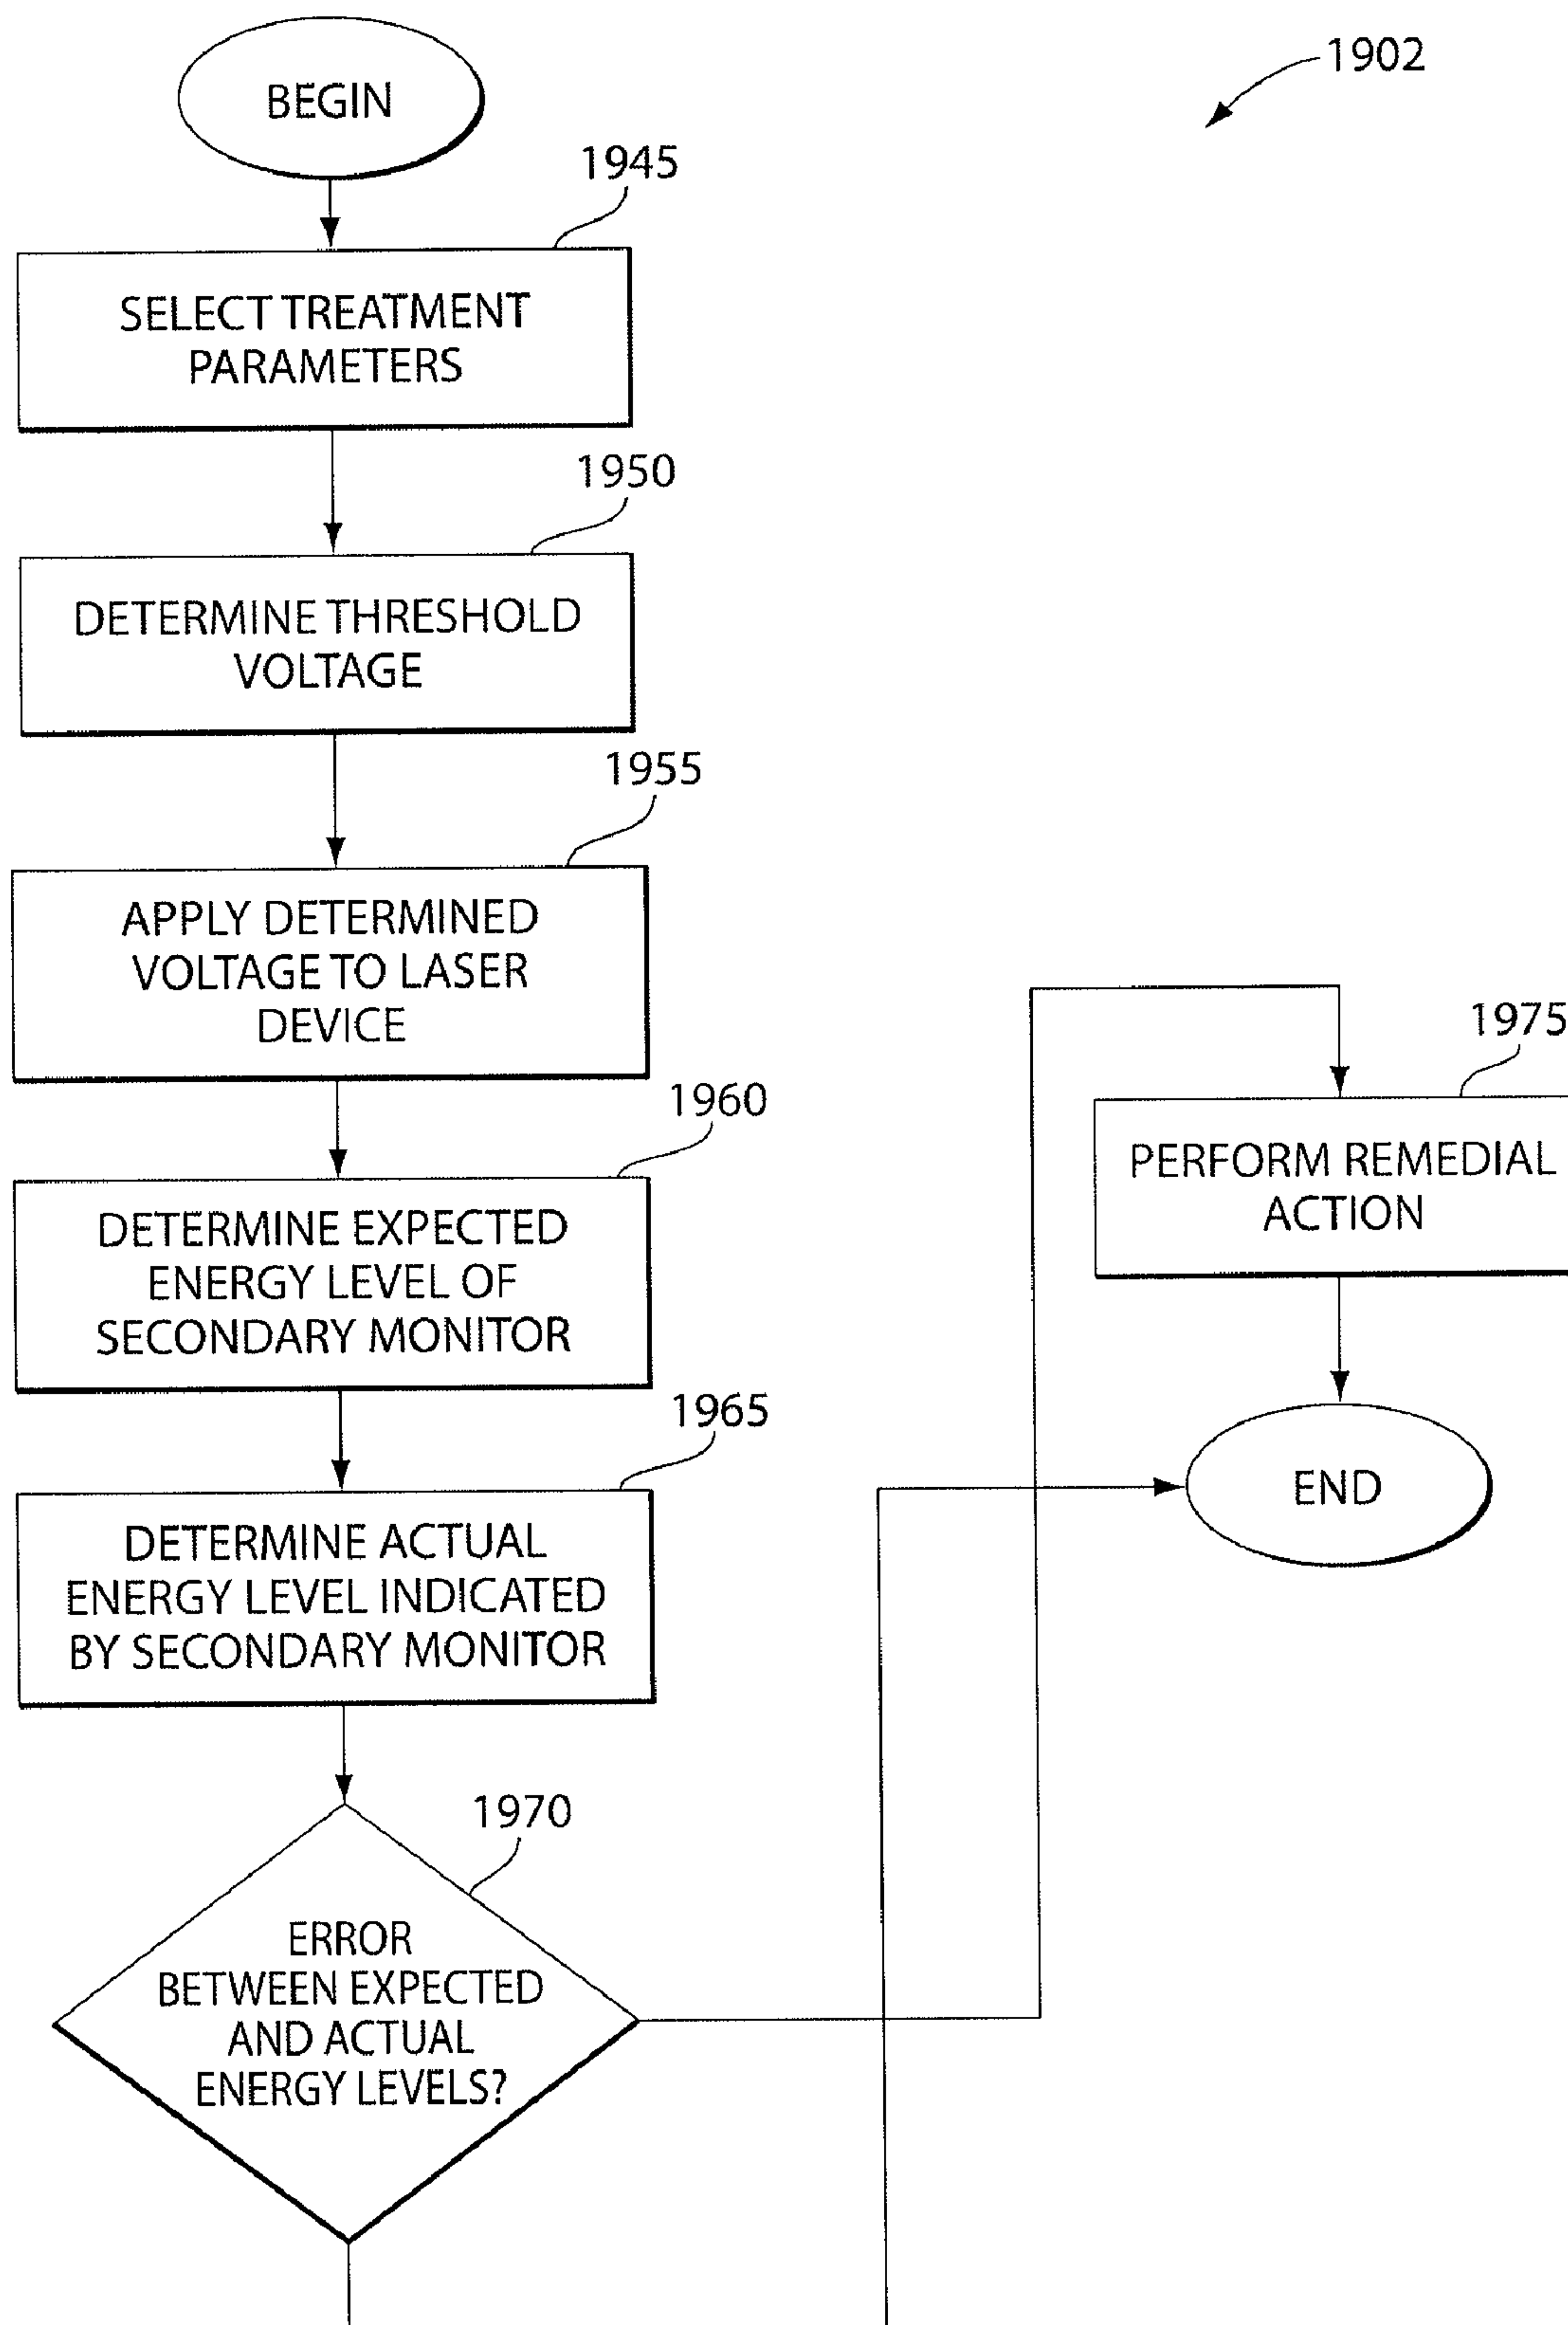 1902
BEGIN
1945
SELECT TREATMENT
PARAMETERS
1950
DETERMINE THRESHOLD
VOLTAGE
1955
APPLY DETERMINED
VOLTAGE TO LASER
DEVICE
1960
DETERMINE EXPECTED
ENERGY LEVEL OF
SECONDARY MONITOR
1965
DETERMINE ACTUAL
ENERGY LEVEL INDICATED
BY SECONDARY MONITOR
1970
ERROR
BETWEEN EXPECTED
AND ACTUAL
ENERGY LEVELS?
1975
PERFORM REMEDIAL
ACTION
END